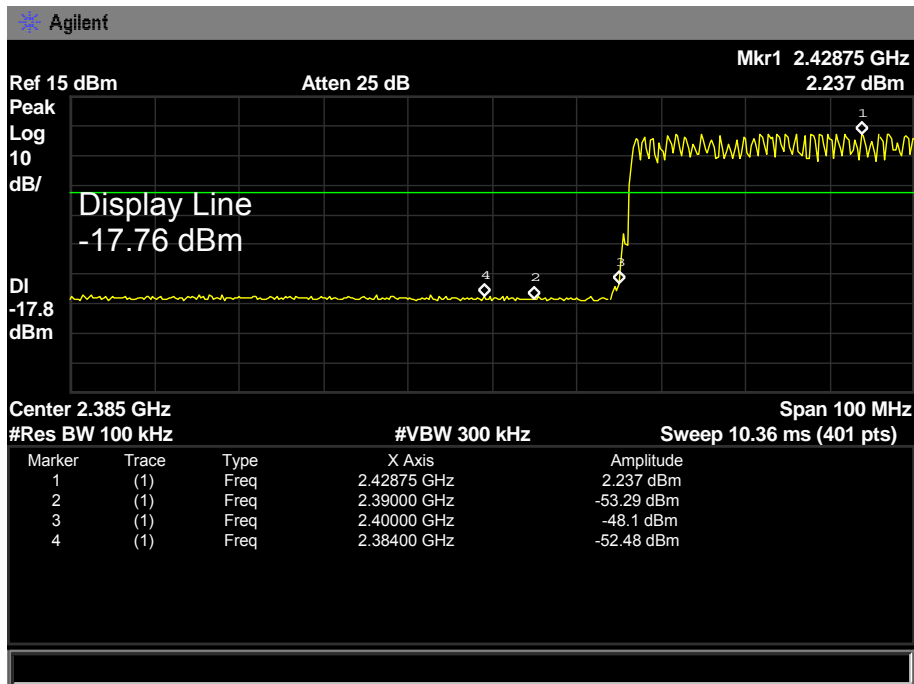 Agilent
Mkr1 2.42875 GHz
Ref 15 dBm Atten 25 dB 2.237 dBm
Peak
Log
10
dB/
1
Display Line
-17.76 dBm
4 2 3
DI
-17.8
dBm
Center 2.385 GHz Span 100 MHz
#Res BW 100 kHz #VBW 300 kHz Sweep 10.36 ms (401 pts)
Marker Trace Type X Axis Amplitude
1 (1) Freq 2.42875 GHz 2.237 dBm
2 (1) Freq 2.39000 GHz -53.29 dBm
3 (1) Freq 2.40000 GHz -48.1 dBm
4 (1) Freq 2.38400 GHz -52.48 dBm